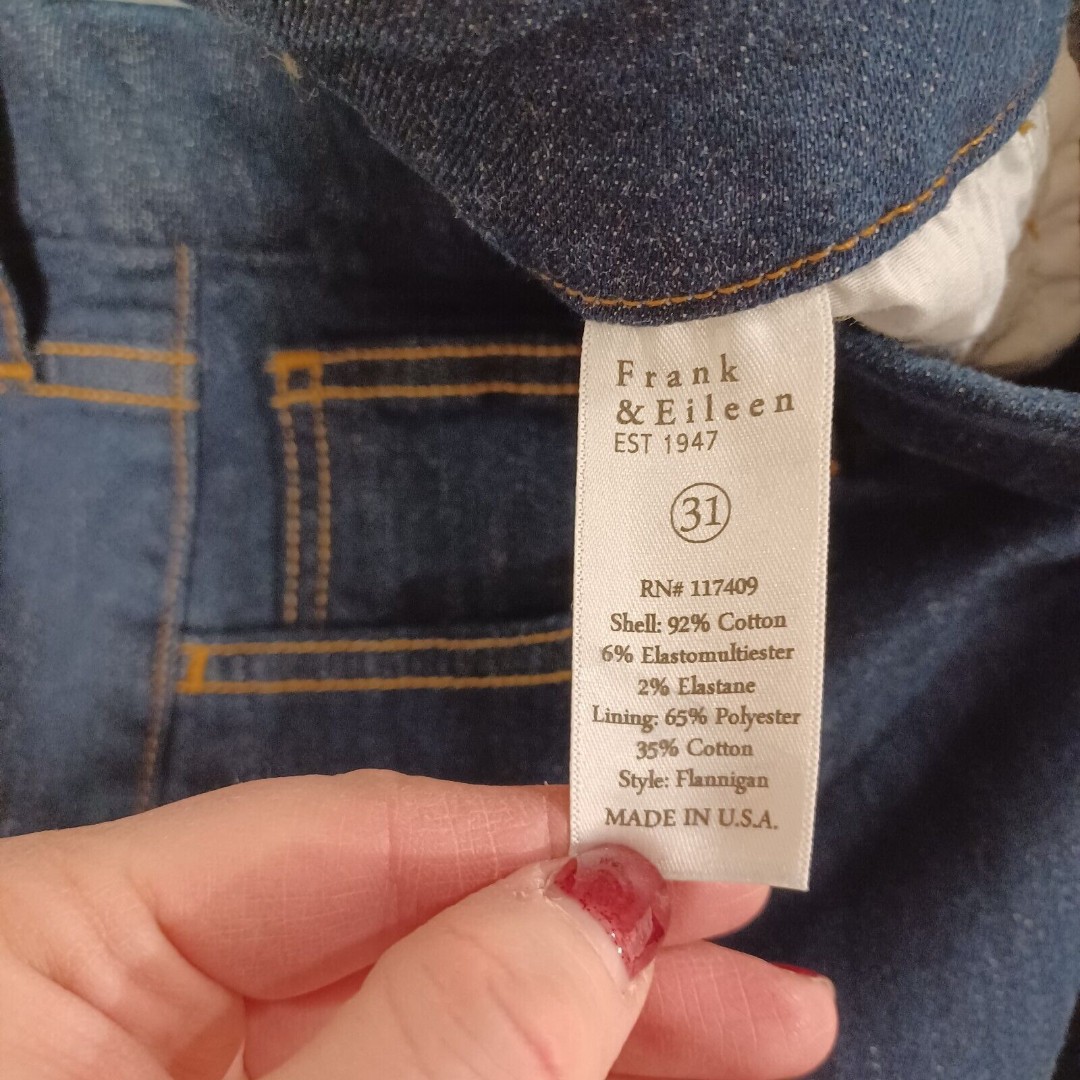 Frank
& Eileen
EST 1947
31
RN# 117409
Shell: 92% Cotton
6% Elastomultiester
2% Elastane
Lining: 65% Polyester
35% Cotton
Style: Flannigan
MADE IN U.S.A.